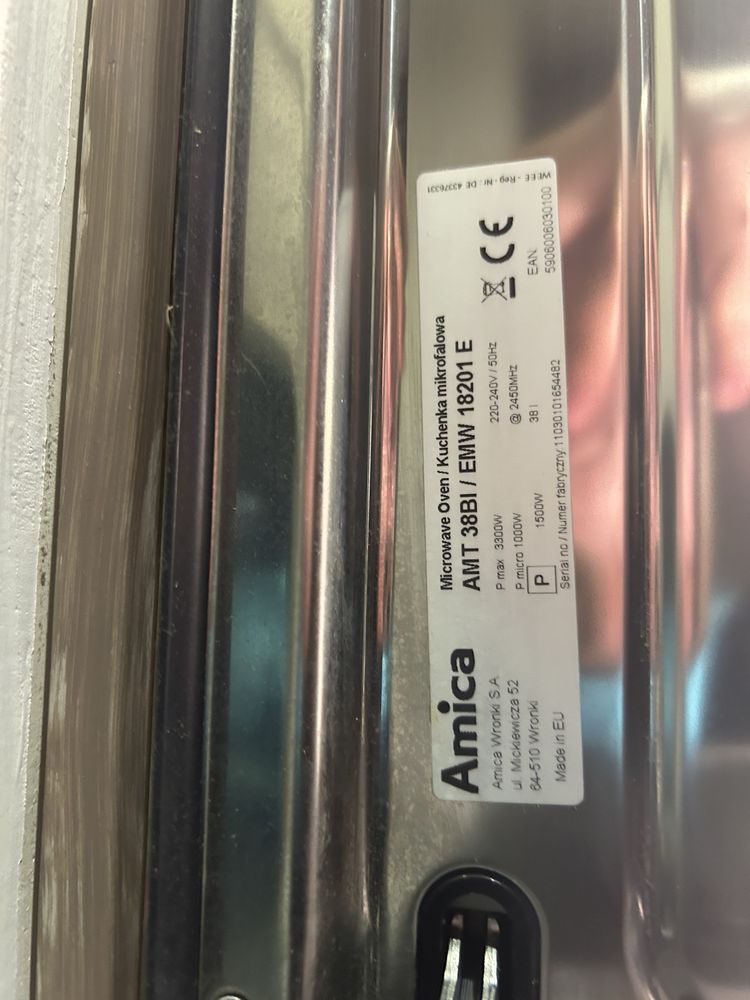 Amica
Amica Wronki S.A.
ul. Mickiewicza 52
64-510 Wronki
Made in EU
Microwave Oven / Kuchenka mikrofalowa
AMT 38BI / EMW 18201 E
P max 3300W 220-240V / 50Hz
P micro 1000W @ 2450MHz
P 1500W 38 l
Serial no / Numer fabryczny: 11030101654482
CE
EAN:
5906006030100
WEEE - Reg - Nr.: DE 43376331